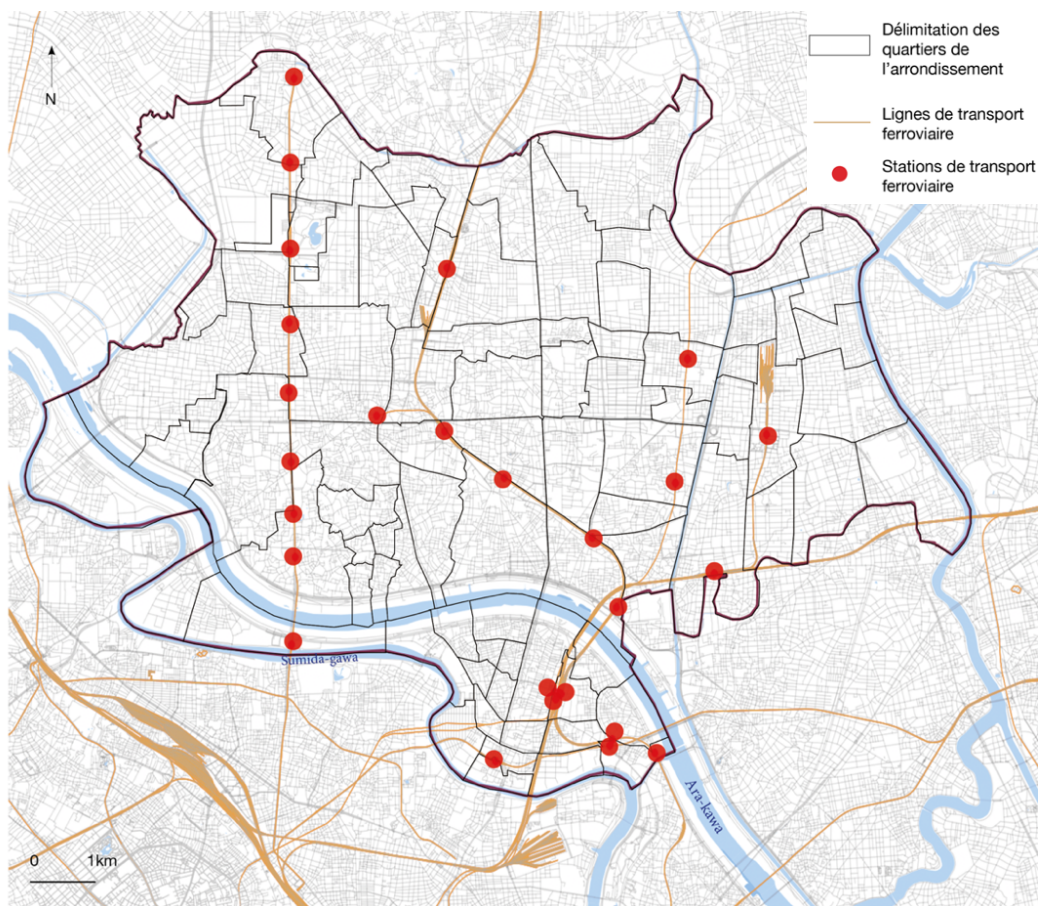 Délimitation des
quartiers de
l'arrondissement
N
Lignes de transport
ferroviaire
Stations de transport
ferroviaire
Sumida-gawa
Ara-kawa
0 1km